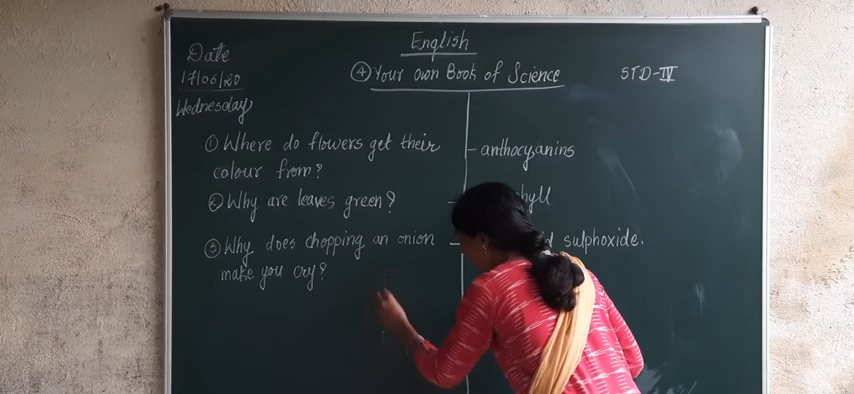 English
Date
17/06/20
Wednesday
④ Your own Book of Science
STD-IV
① Where do flowers get their
colour from?
- anthocyanins
② Why are leaves green?
③ Why does chopping an onion
make you cry?
sulphoxide.